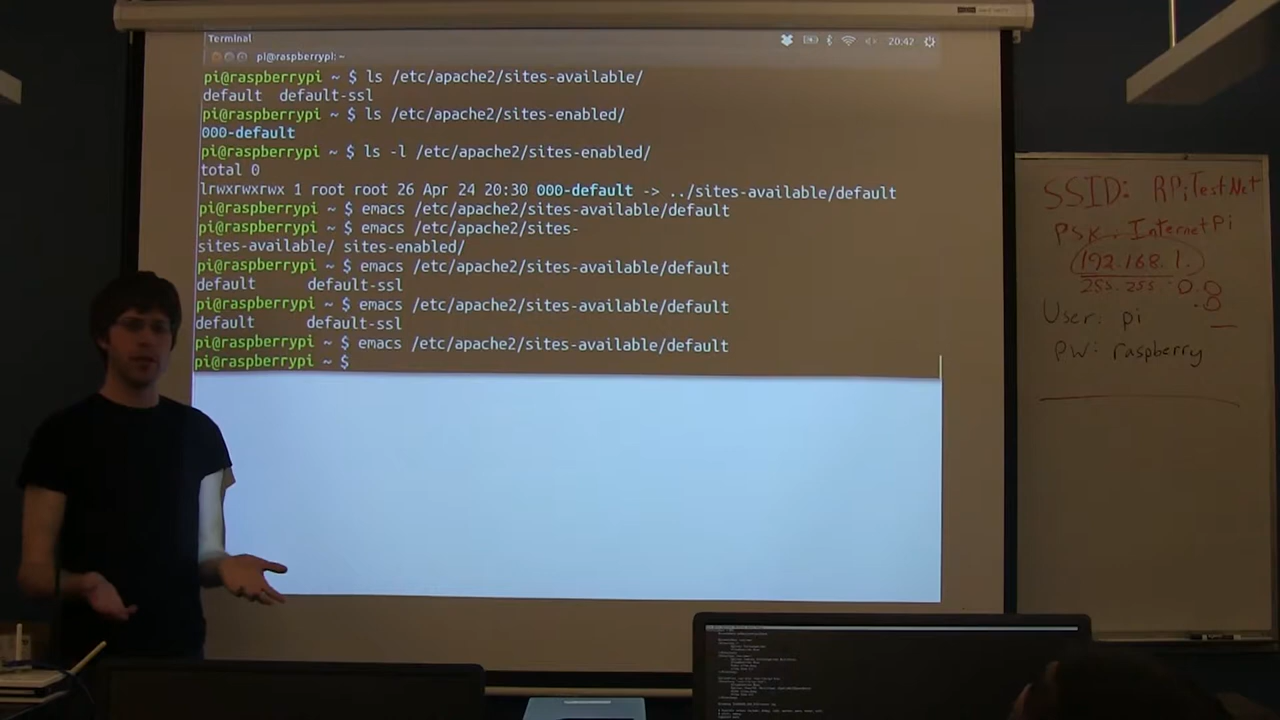 Terminal
20:42
pi@raspberrypi: ~
pi@raspberrypi ~ $ ls /etc/apache2/sites-available/
default default-ssl
pi@raspberrypi ~ $ ls /etc/apache2/sites-enabled/
000-default
pi@raspberrypi ~ $ ls -l /etc/apache2/sites-enabled/
total 0
lrwxrwxrwx 1 root root 26 Apr 24 20:30 000-default -> ../sites-available/default
pi@raspberrypi ~ $ emacs /etc/apache2/sites-available/default
pi@raspberrypi ~ $ emacs /etc/apache2/sites-
sites-available/ sites-enabled/
pi@raspberrypi ~ $ emacs /etc/apache2/sites-available/default
default default-ssl
pi@raspberrypi ~ $ emacs /etc/apache2/sites-available/default
default default-ssl
pi@raspberrypi ~ $ emacs /etc/apache2/sites-available/default
pi@raspberrypi ~ $
SSID: RPiTestNet
PSK: InternetPi
192.168.1.
255.255.
User: pi
PW: raspberry